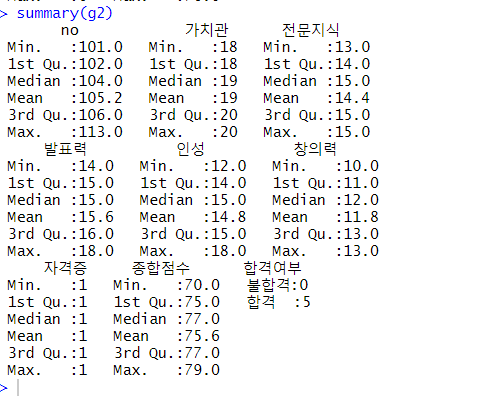 > summary(g2)
no 가치관 전문지식
Min. :101.0 Min. :18 Min. :13.0
1st Qu.:102.0 1st Qu.:18 1st Qu.:14.0
Median :104.0 Median :19 Median :15.0
Mean :105.2 Mean :19 Mean :14.4
3rd Qu.:106.0 3rd Qu.:20 3rd Qu.:15.0
Max. :113.0 Max. :20 Max. :15.0
발표력 인성 창의력
Min. :14.0 Min. :12.0 Min. :10.0
1st Qu.:15.0 1st Qu.:14.0 1st Qu.:11.0
Median :15.0 Median :15.0 Median :12.0
Mean :15.6 Mean :14.8 Mean :11.8
3rd Qu.:16.0 3rd Qu.:15.0 3rd Qu.:13.0
Max. :18.0 Max. :18.0 Max. :13.0
자격증 종합점수 합격여부
Min. :1 Min. :70.0 불합격:0
1st Qu.:1 1st Qu.:75.0 합격 :5
Median :1 Median :77.0
Mean :1 Mean :75.6
3rd Qu.:1 3rd Qu.:77.0
Max. :1 Max. :79.0
>